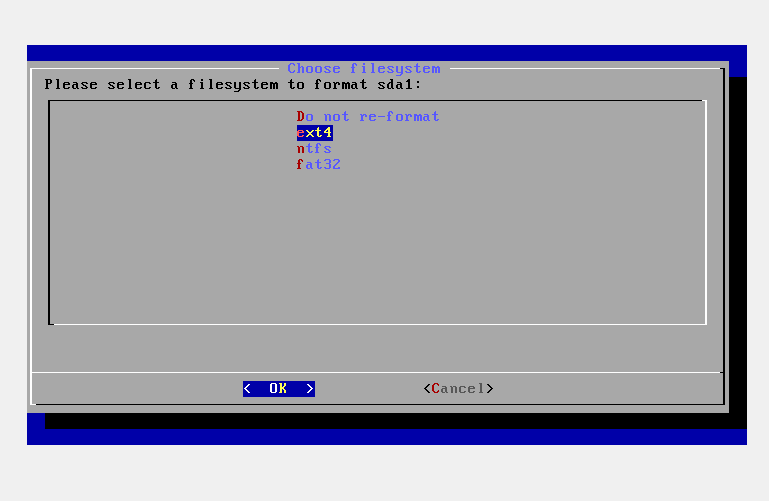 Choose filesystem
Please select a filesystem to format sda1:
Do not re-format
ext4
ntfs
fat32
< OK > <Cancel>